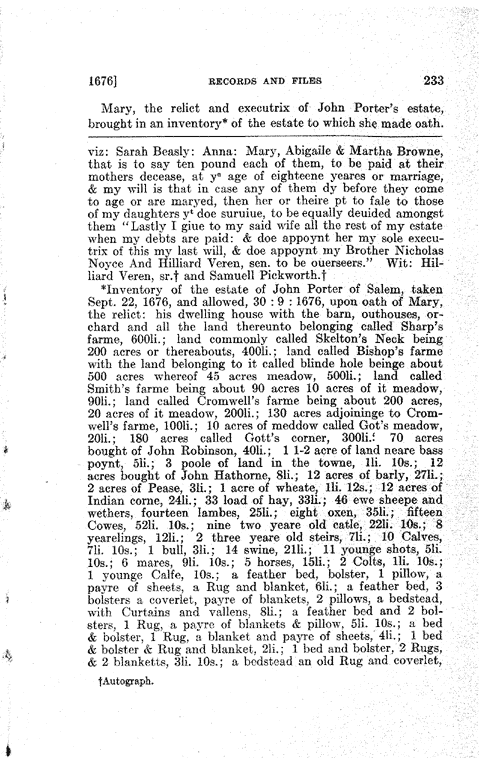 1676] RECORDS AND FILES 233
Mary, the relict and executrix of John Porter's estate,
brought in an inventory* of the estate to which she made oath.
viz: Sarah Beasly: Anna: Mary, Abigaile & Martha Browne,
that is to say ten pound each of them, to be paid at their
mothers decease, at yᵉ age of eighteene yeares or marriage,
& my will is that in case any of them dy before they come
to age or are maryed, then her or theire pt to fale to those
of my daughters yᵗ doe suruiue, to be equally deuided amongst
them "Lastly I giue to my said wife all the rest of my estate
when my debts are paid: & doe appoynt her my sole execu-
trix of this my last will, & doe appoynt my Brother Nicholas
Noyce And Hilliard Veren, sen. to be ouerseers." Wit: Hil-
liard Veren, sr.† and Samuell Pickworth.†
*Inventory of the estate of John Porter of Salem, taken
Sept. 22, 1676, and allowed, 30 : 9 : 1676, upon oath of Mary,
the relict: his dwelling house with the barn, outhouses, or-
chard and all the land thereunto belonging called Sharp's
farme, 600li.; land commonly called Skelton's Neck being
200 acres or thereabouts, 400li.; land called Bishop's farme
with the land belonging to it called blinde hole beinge about
500 acres whereof 45 acres meadow, 500li.; land called
Smith's farme being about 90 acres 10 acres of it meadow,
90li.; land called Cromwell's farme being about 200 acres,
20 acres of it meadow, 200li.; 130 acres adjoininge to Crom-
well's farme, 100li.; 10 acres of meddow called Got's meadow,
20li.; 180 acres called Gott's corner, 300li.; 70 acres
bought of John Robinson, 40li.; 1 1-2 acre of land neare bass
poynt, 5li.; 3 poole of land in the towne, 1li. 10s.; 12
acres bought of John Hathorne, 8li.; 12 acres of barly, 27li.;
2 acres of Pease, 3li.; 1 acre of wheate, 1li. 12s.; 12 acres of
Indian corne, 24li.; 33 load of hay, 33li.; 46 ewe sheepe and
wethers, fourteen lambes, 25li.; eight oxen, 35li.; fifteen
Cowes, 52li. 10s.; nine two yeare old catle, 22li. 10s.; 8
yearelings, 12li.; 2 three yeare old steirs, 7li.; 10 Calves,
7li. 10s.; 1 bull, 3li.; 14 swine, 21li.; 11 younge shots, 5li.
10s.; 6 mares, 9li. 10s.; 5 horses, 15li.; 2 Colts, 1li. 10s.;
1 younge Calfe, 10s.; a feather bed, bolster, 1 pillow, a
payre of sheets, a Rug and blanket, 6li.; a feather bed, 3
bolsters a coverlet, payre of blankets, 2 pillows, a bedstead,
with Curtains and vallens, 8li.; a feather bed and 2 bol-
sters, 1 Rug, a payre of blankets & pillow, 5li. 10s.; a bed
& bolster, 1 Rug, a blanket and payre of sheets, 4li.; 1 bed
& bolster & Rug and blanket, 2li.; 1 bed and bolster, 2 Rugs,
& 2 blanketts, 3li. 10s.; a bedstead an old Rug and coverlet,
†Autograph.